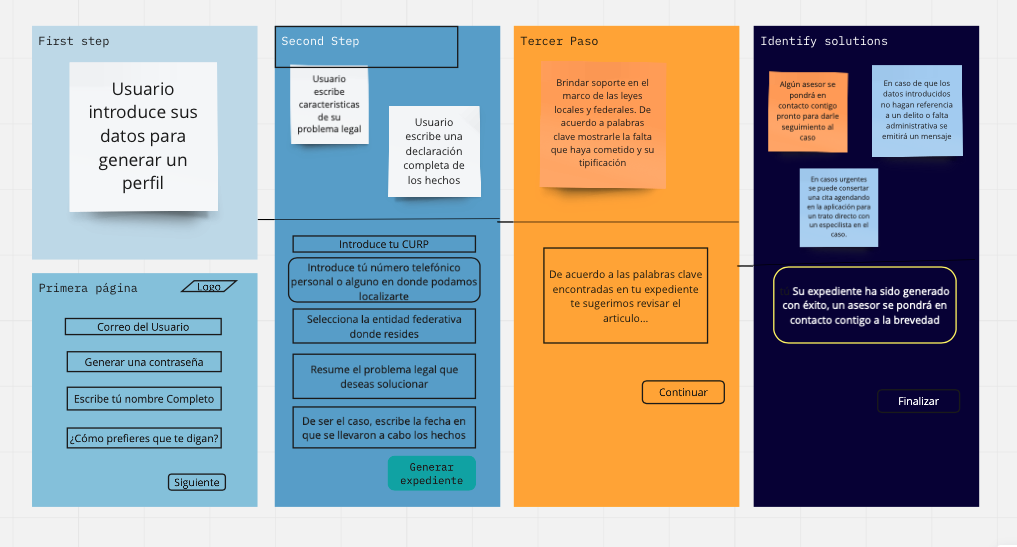 First step
Usuario
introduce sus
datos para
generar un
perfil
Primera página
Logo
Correo del Usuario
Generar una contraseña
Escribe tú nombre Completo
¿Cómo prefieres que te digan?
Siguiente
Second Step
Usuario
escribe
caracteristicas
de su
problema legal
Usuario
escribe una
declaración
completa de
los hechos
Introduce tu CURP
Introduce tú número telefónico
personal o alguno en donde podamos
localizarte
Selecciona la entidad federativa
donde resides
Resume el problema legal que
deseas solucionar
De ser el caso, escribe la fecha en
que se llevaron a cabo los hechos
Generar
expediente
Tercer Paso
Brindar soporte en el
marco de las leyes
locales y federales. De
acuerdo a palabras
clave mostrarle la falta
que haya cometido y su
tipificación
De acuerdo a las palabras clave
encontradas en tu expediente
te sugerimos revisar el
articulo...
Continuar
Identify solutions
Algún asesor se
pondrá en
contacto contigo
pronto para darle
seguimiento al
caso
En caso de que los
datos introducidos
no hagan referencia
a un delito o falta
administrativa se
emitirá un mensaje
En casos urgentes
se puede consertar
una cita agendando
en la aplicación para
un trato directo con
un especilista en el
caso.
Su expediente ha sido generado
con éxito, un asesor se pondrá en
contacto contigo a la brevedad
Finalizar